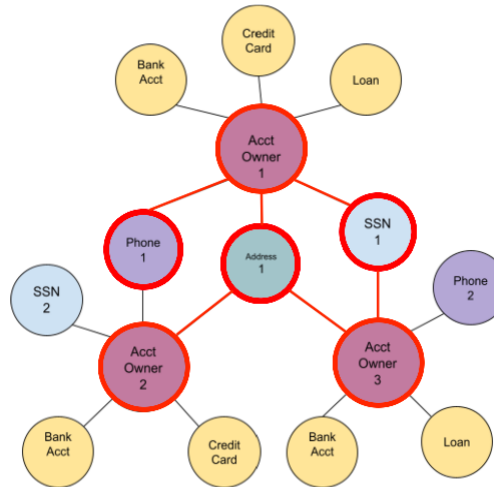 Credit
Card
Bank
Acct
Loan
Acct
Owner
1
SSN
1
Phone
1
Address
1
SSN
2
Phone
2
Acct
Owner
2
Acct
Owner
3
Bank
Acct
Credit
Card
Bank
Acct
Loan